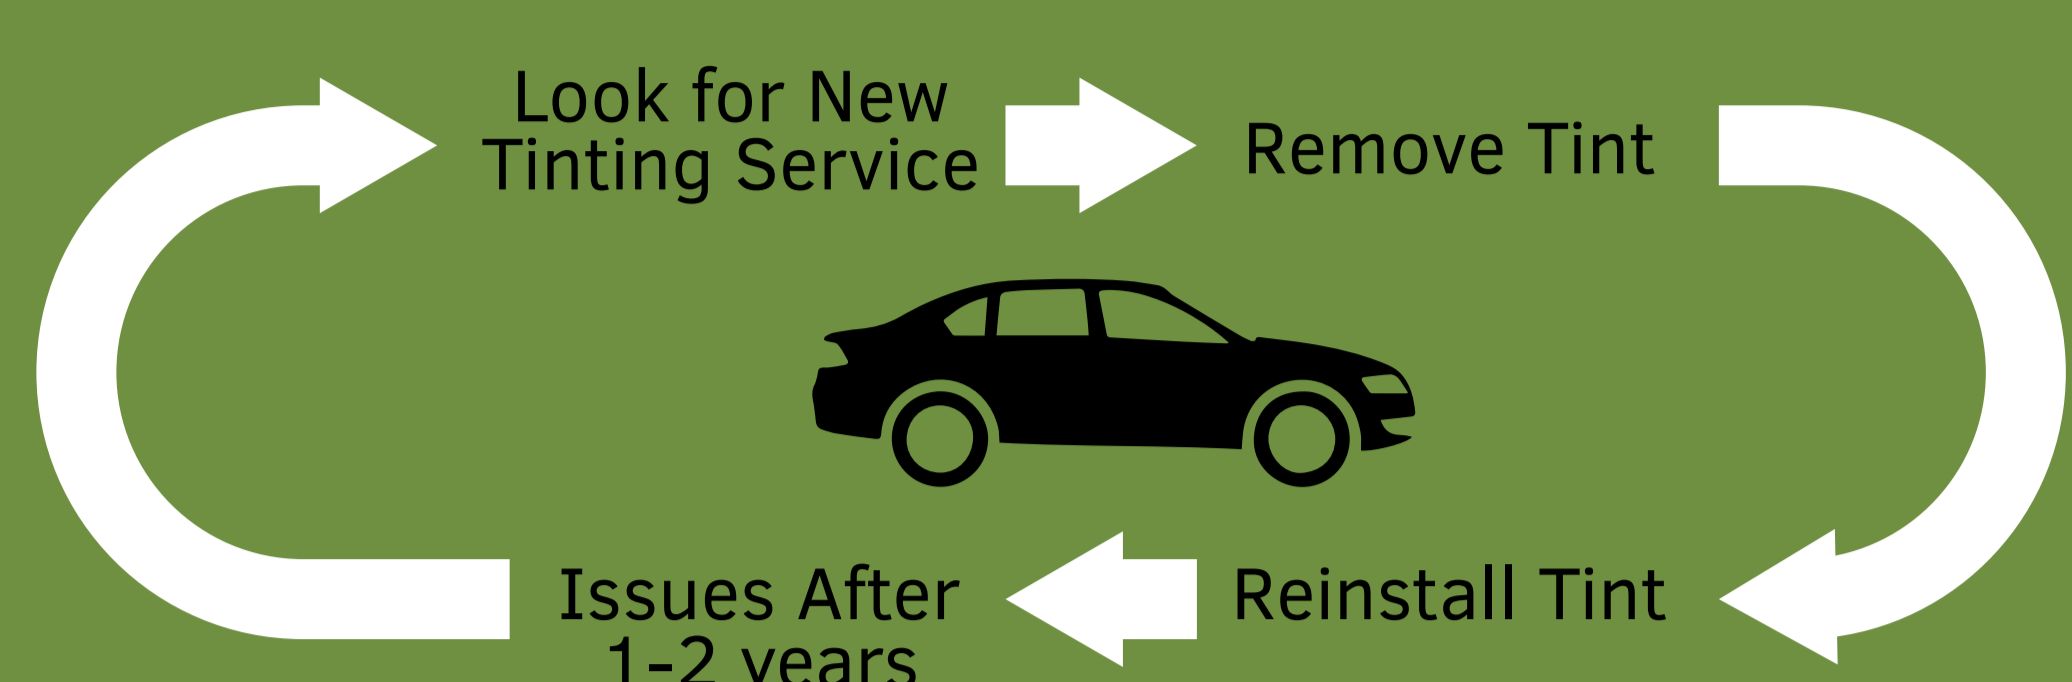 Look for New
Tinting Service
Remove Tint
Reinstall Tint
Issues After
1-2 years